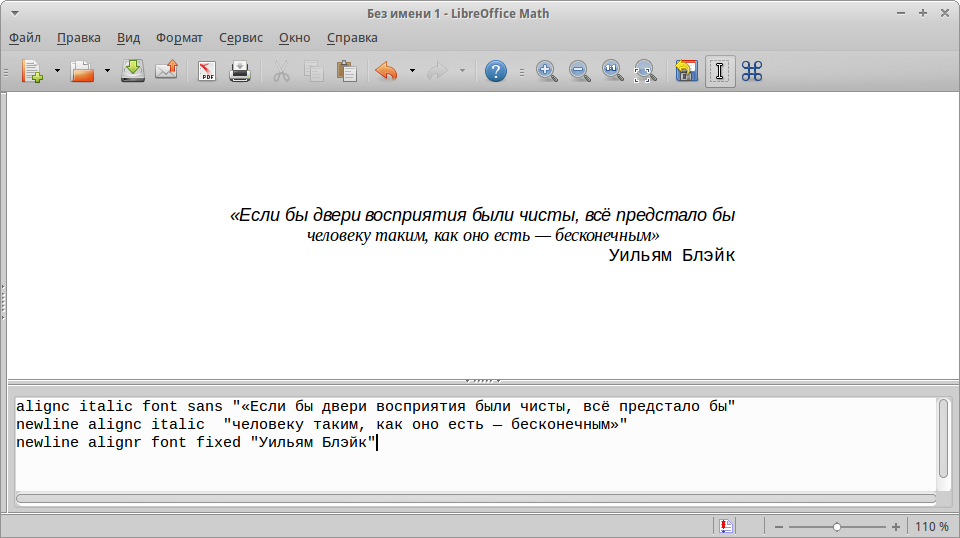 Без имени 1 - LibreOffice Math
Файл Правка Вид Формат Сервис Окно Справка
PDF
«Если бы двери восприятия были чисты, всё предстало бы
человеку таким, как оно есть — бесконечным»
Уильям Блэйк
alignc italic font sans "«Если бы двери восприятия были чисты, всё предстало бы"
newline alignc italic  "человеку таким, как оно есть — бесконечным»"
newline alignr font fixed "Уильям Блэйк"
110 %